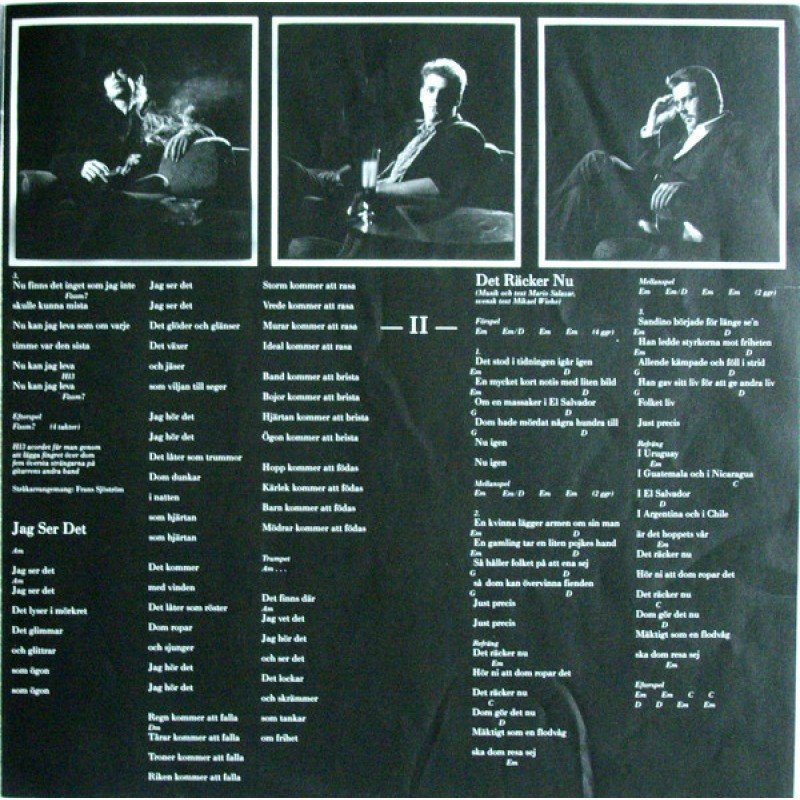 3.
Nu finns det inget som jag inte
F♯sm7
skulle kunna mista
Nu kan jag leva som om varje
timme var den sista
Nu kan jag leva
H13
Nu kan jag leva
F♯sm7
Efterspel
(4 takter)
H13 acordet får man genom
att lägga fingret över dom
fem översta strängarna på
gitarrens andra band
Stråkarrangemang: Frans Sjöström
Jag Ser Det
Am
Jag ser det
Am
Jag ser det
Det lyser i mörkret
Det glimmar
och glittrar
som ögon
som ögon
Jag ser det
Jag ser det
Det glöder och glänser
Det växer
och jäser
som viljan till seger
Jag hör det
Jag hör det
Det låter som trummor
Dom dunkar
i natten
som hjärtan
som hjärtan
Det kommer
med vinden
Det låter som röster
Dom ropar
och sjunger
Jag hör det
Jag hör det
Regn kommer att falla
Dm
Tårar kommer att falla
Troner kommer att falla
Riken kommer att falla
Storm kommer att rasa
Vrede kommer att rasa
Murar kommer att rasa
Ideal kommer att rasa
Band kommer att brista
Bojor kommer att brista
Hjärtan kommer att brista
Ögon kommer att brista
Hopp kommer att födas
Kärlek kommer att födas
Barn kommer att födas
Mödrar kommer att födas
Trumpet
Am . . .
Det finns där
Am
Jag vet det
Jag hör det
och ser det
Det lockar
och skrämmer
som tankar
om frihet
— II —
Det Räcker Nu
(Musik och text Mario Salazar,
svensk text Mikael Wiehe)
Förspel
Em Em/D Em Em (4 ggr)
1.
Det stod i tidningen igår igen
Em D
En mycket kort notis med liten bild
Em D
Om en massaker i El Salvador
G D
Dom hade mördat några hundra till
G D
Nu igen
Nu igen
Mellanspel
Em Em/D Em Em (2 ggr)
2.
En kvinna lägger armen om sin man
Em D
En gamling tar en liten pojkes hand
Em D
Så håller folket på att ena sej
G D
så dom kan övervinna fienden
G D
Just precis
Just precis
Refräng
Det räcker nu
Em
Hör ni att dom ropar det
Det räcker nu
C
Dom gör det nu
D
Mäktigt som en flodvåg
ska dom resa sej
Em
Mellanspel
Em Em/D Em Em (2 ggr)
3.
Sandino började för länge se'n
Em D
Han ledde styrkorna mot friheten
Em D
Allende kämpade och föll i strid
G D
Han gav sitt liv för att ge andra liv
G D
Folket liv
Just precis
Refräng
I Uruguay
Em
I Guatemala och i Nicaragua
C
I El Salvador
D
I Argentina och i Chile
är det hoppets vår
Em
Det räcker nu
Hör ni att dom ropar det
Det räcker nu
C
Dom gör det nu
D
Mäktigt som en flodvåg
ska dom resa sej
Em
Efterspel
Em Em C C
D D Em Em